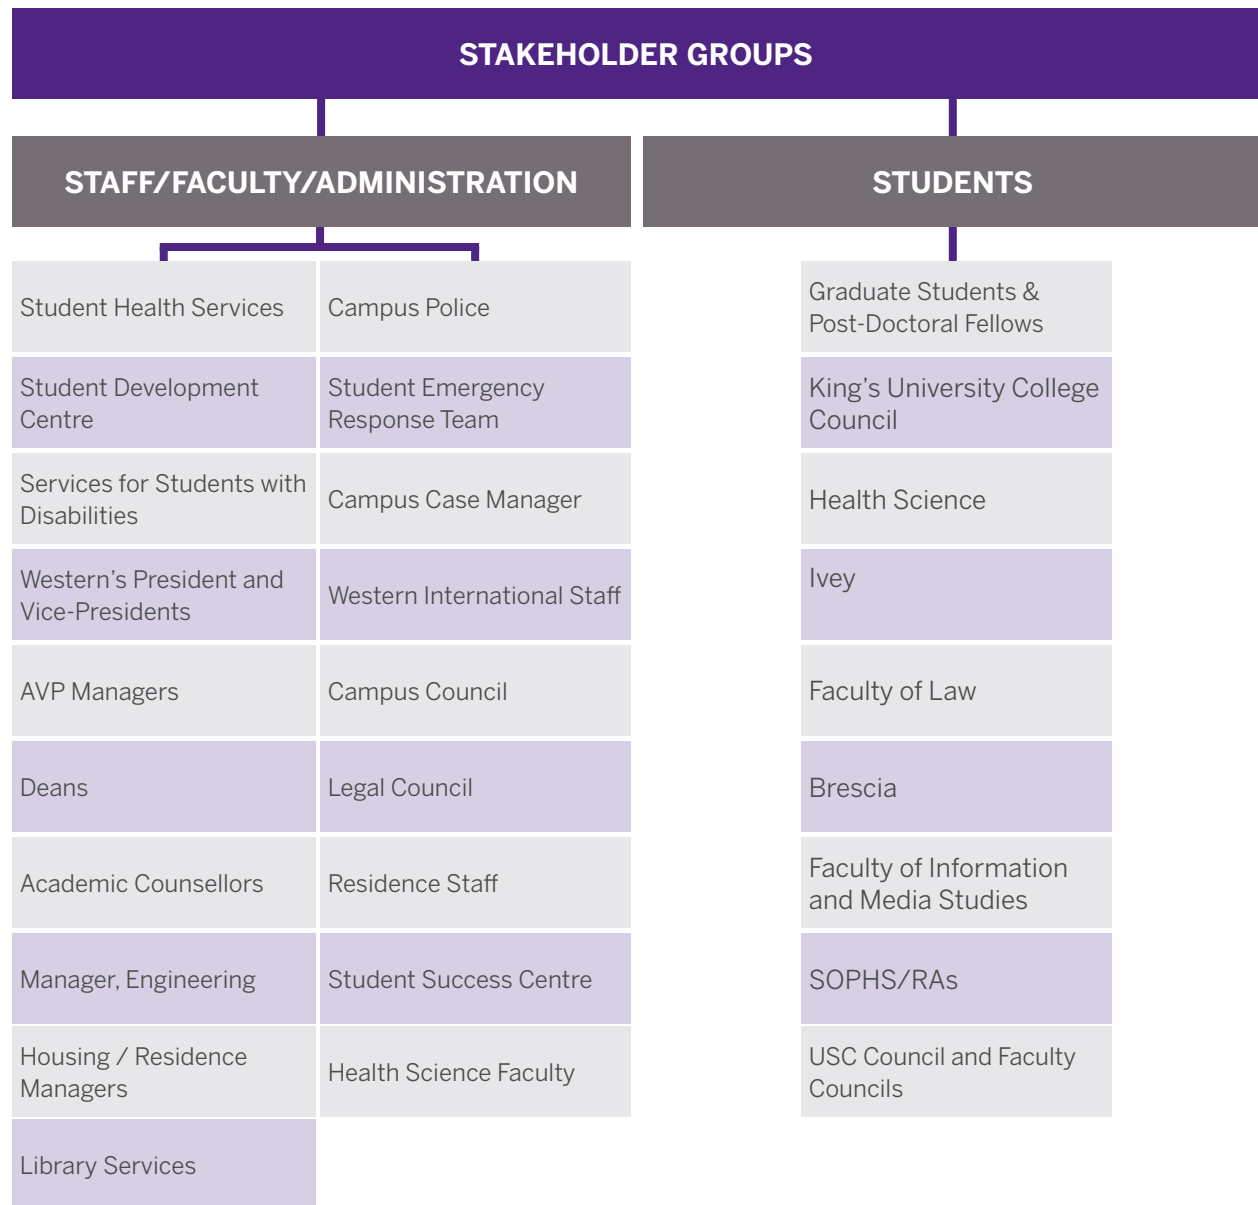 STAKEHOLDER GROUPS
STAFF/FACULTY/ADMINISTRATION
Student Health Services
Student Development
Centre
Services for Students with
Disabilities
Western’s President and
Vice-Presidents
AVP Managers
Deans
Academic Counsellors
Manager, Engineering
Housing / Residence
Managers
Library Services
Campus Police
Student Emergency
Response Team
Campus Case Manager
Western International Staff
Campus Council
Legal Council
Residence Staff
Student Success Centre
Health Science Faculty
STUDENTS
Graduate Students &
Post-Doctoral Fellows
King’s University College
Council
Health Science
Ivey
Faculty of Law
Brescia
Faculty of Information
and Media Studies
SOPHS/RAs
USC Council and Faculty
Councils